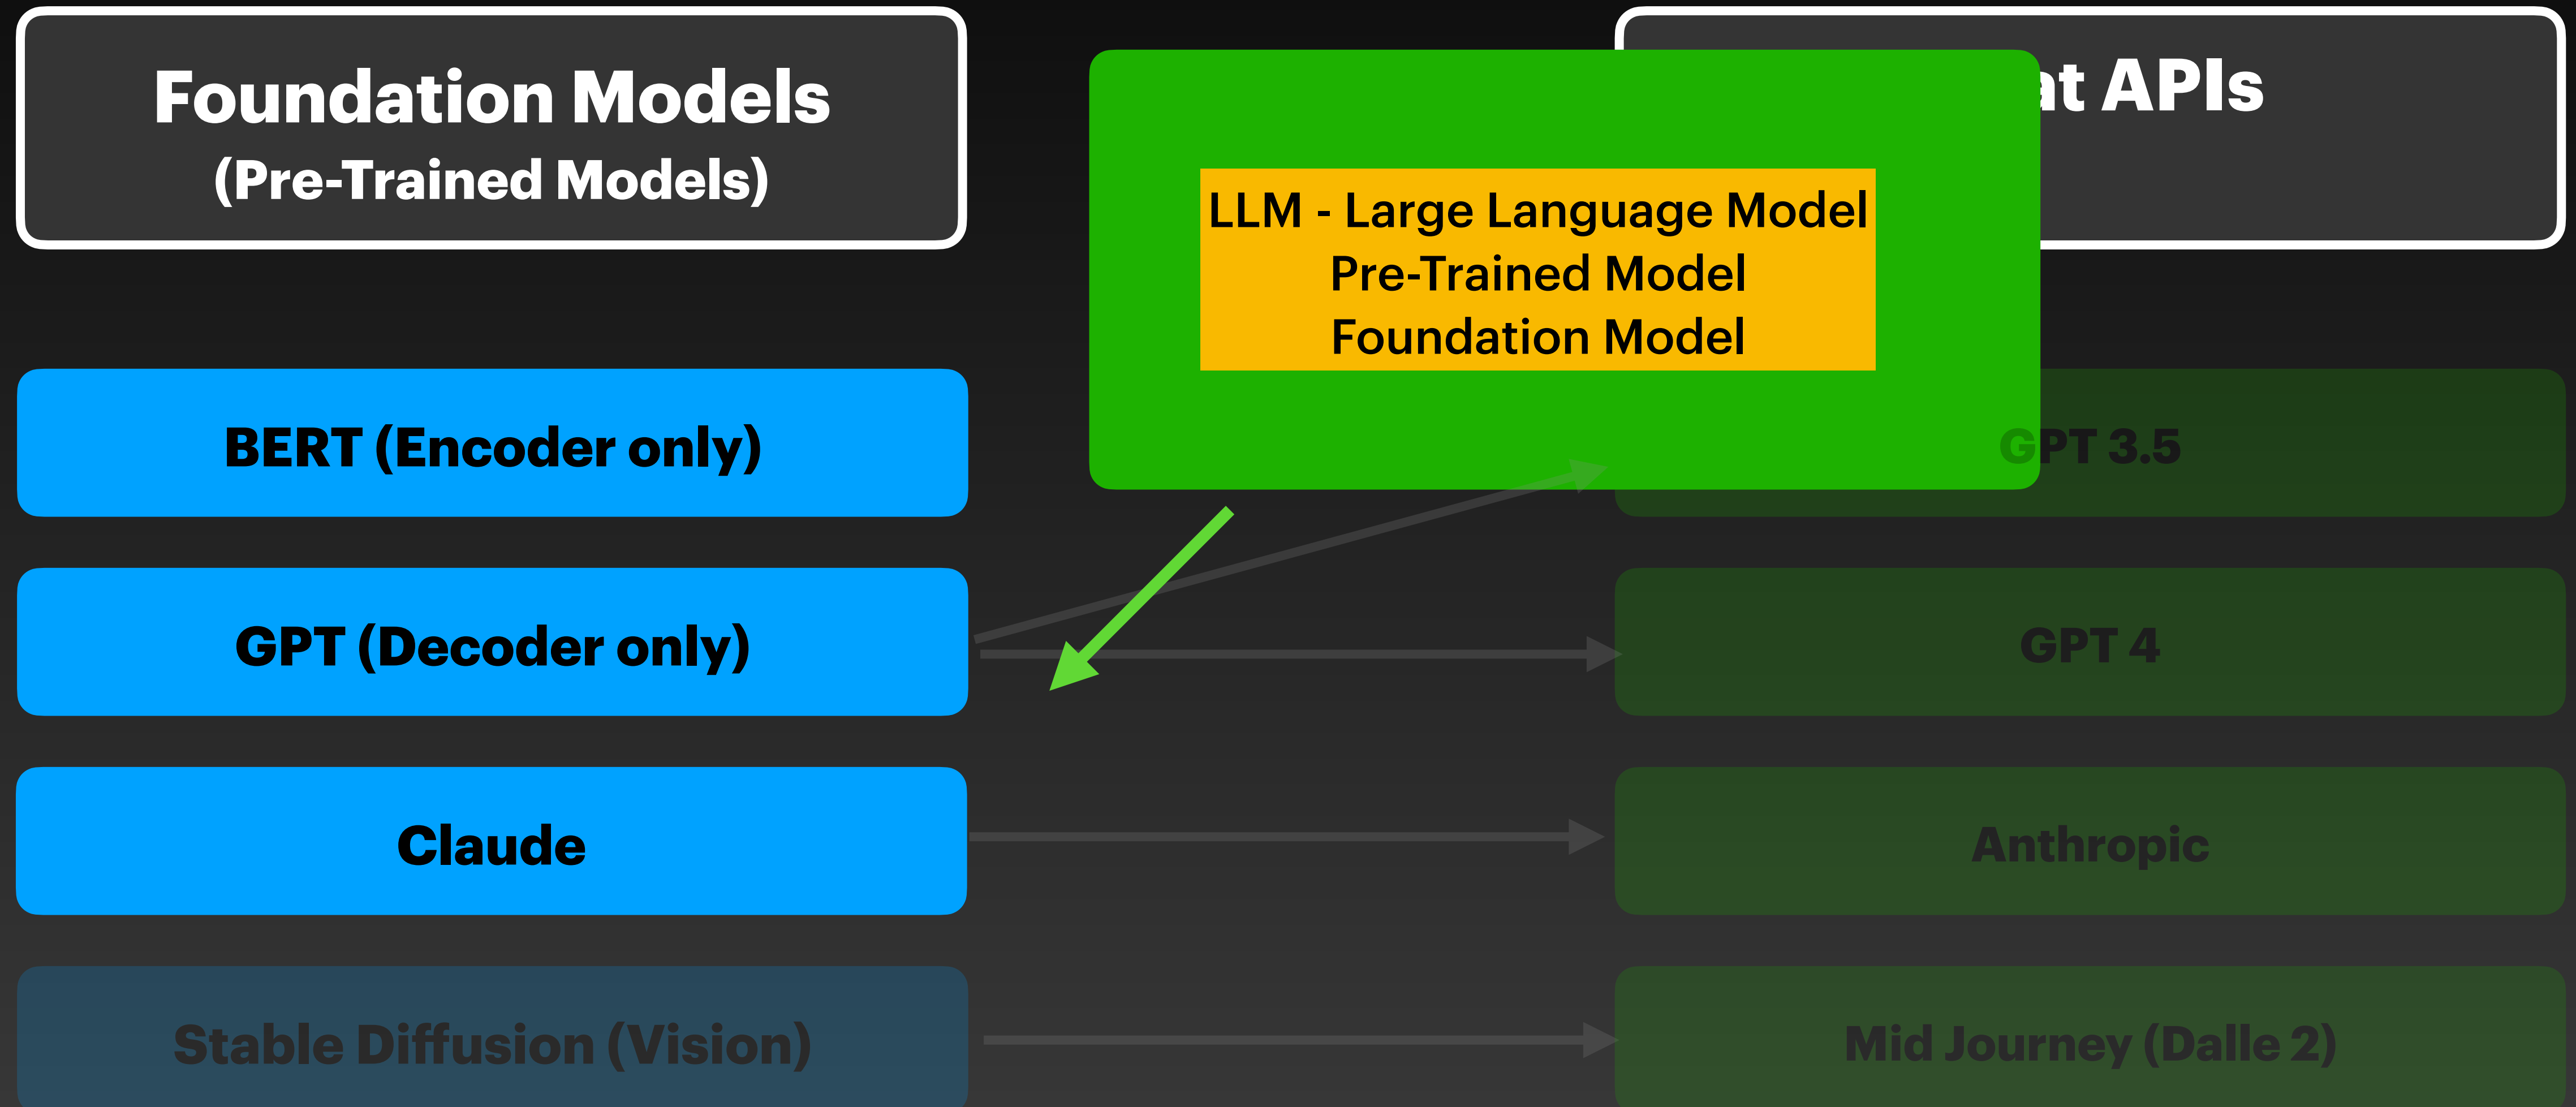 Foundation Models
(Pre-Trained Models)
at APIs
LLM - Large Language Model
Pre-Trained Model
Foundation Model
BERT (Encoder only)
GPT 3.5
GPT (Decoder only)
GPT 4
Claude
Anthropic
Stable Diffusion (Vision)
Mid Journey (Dalle 2)